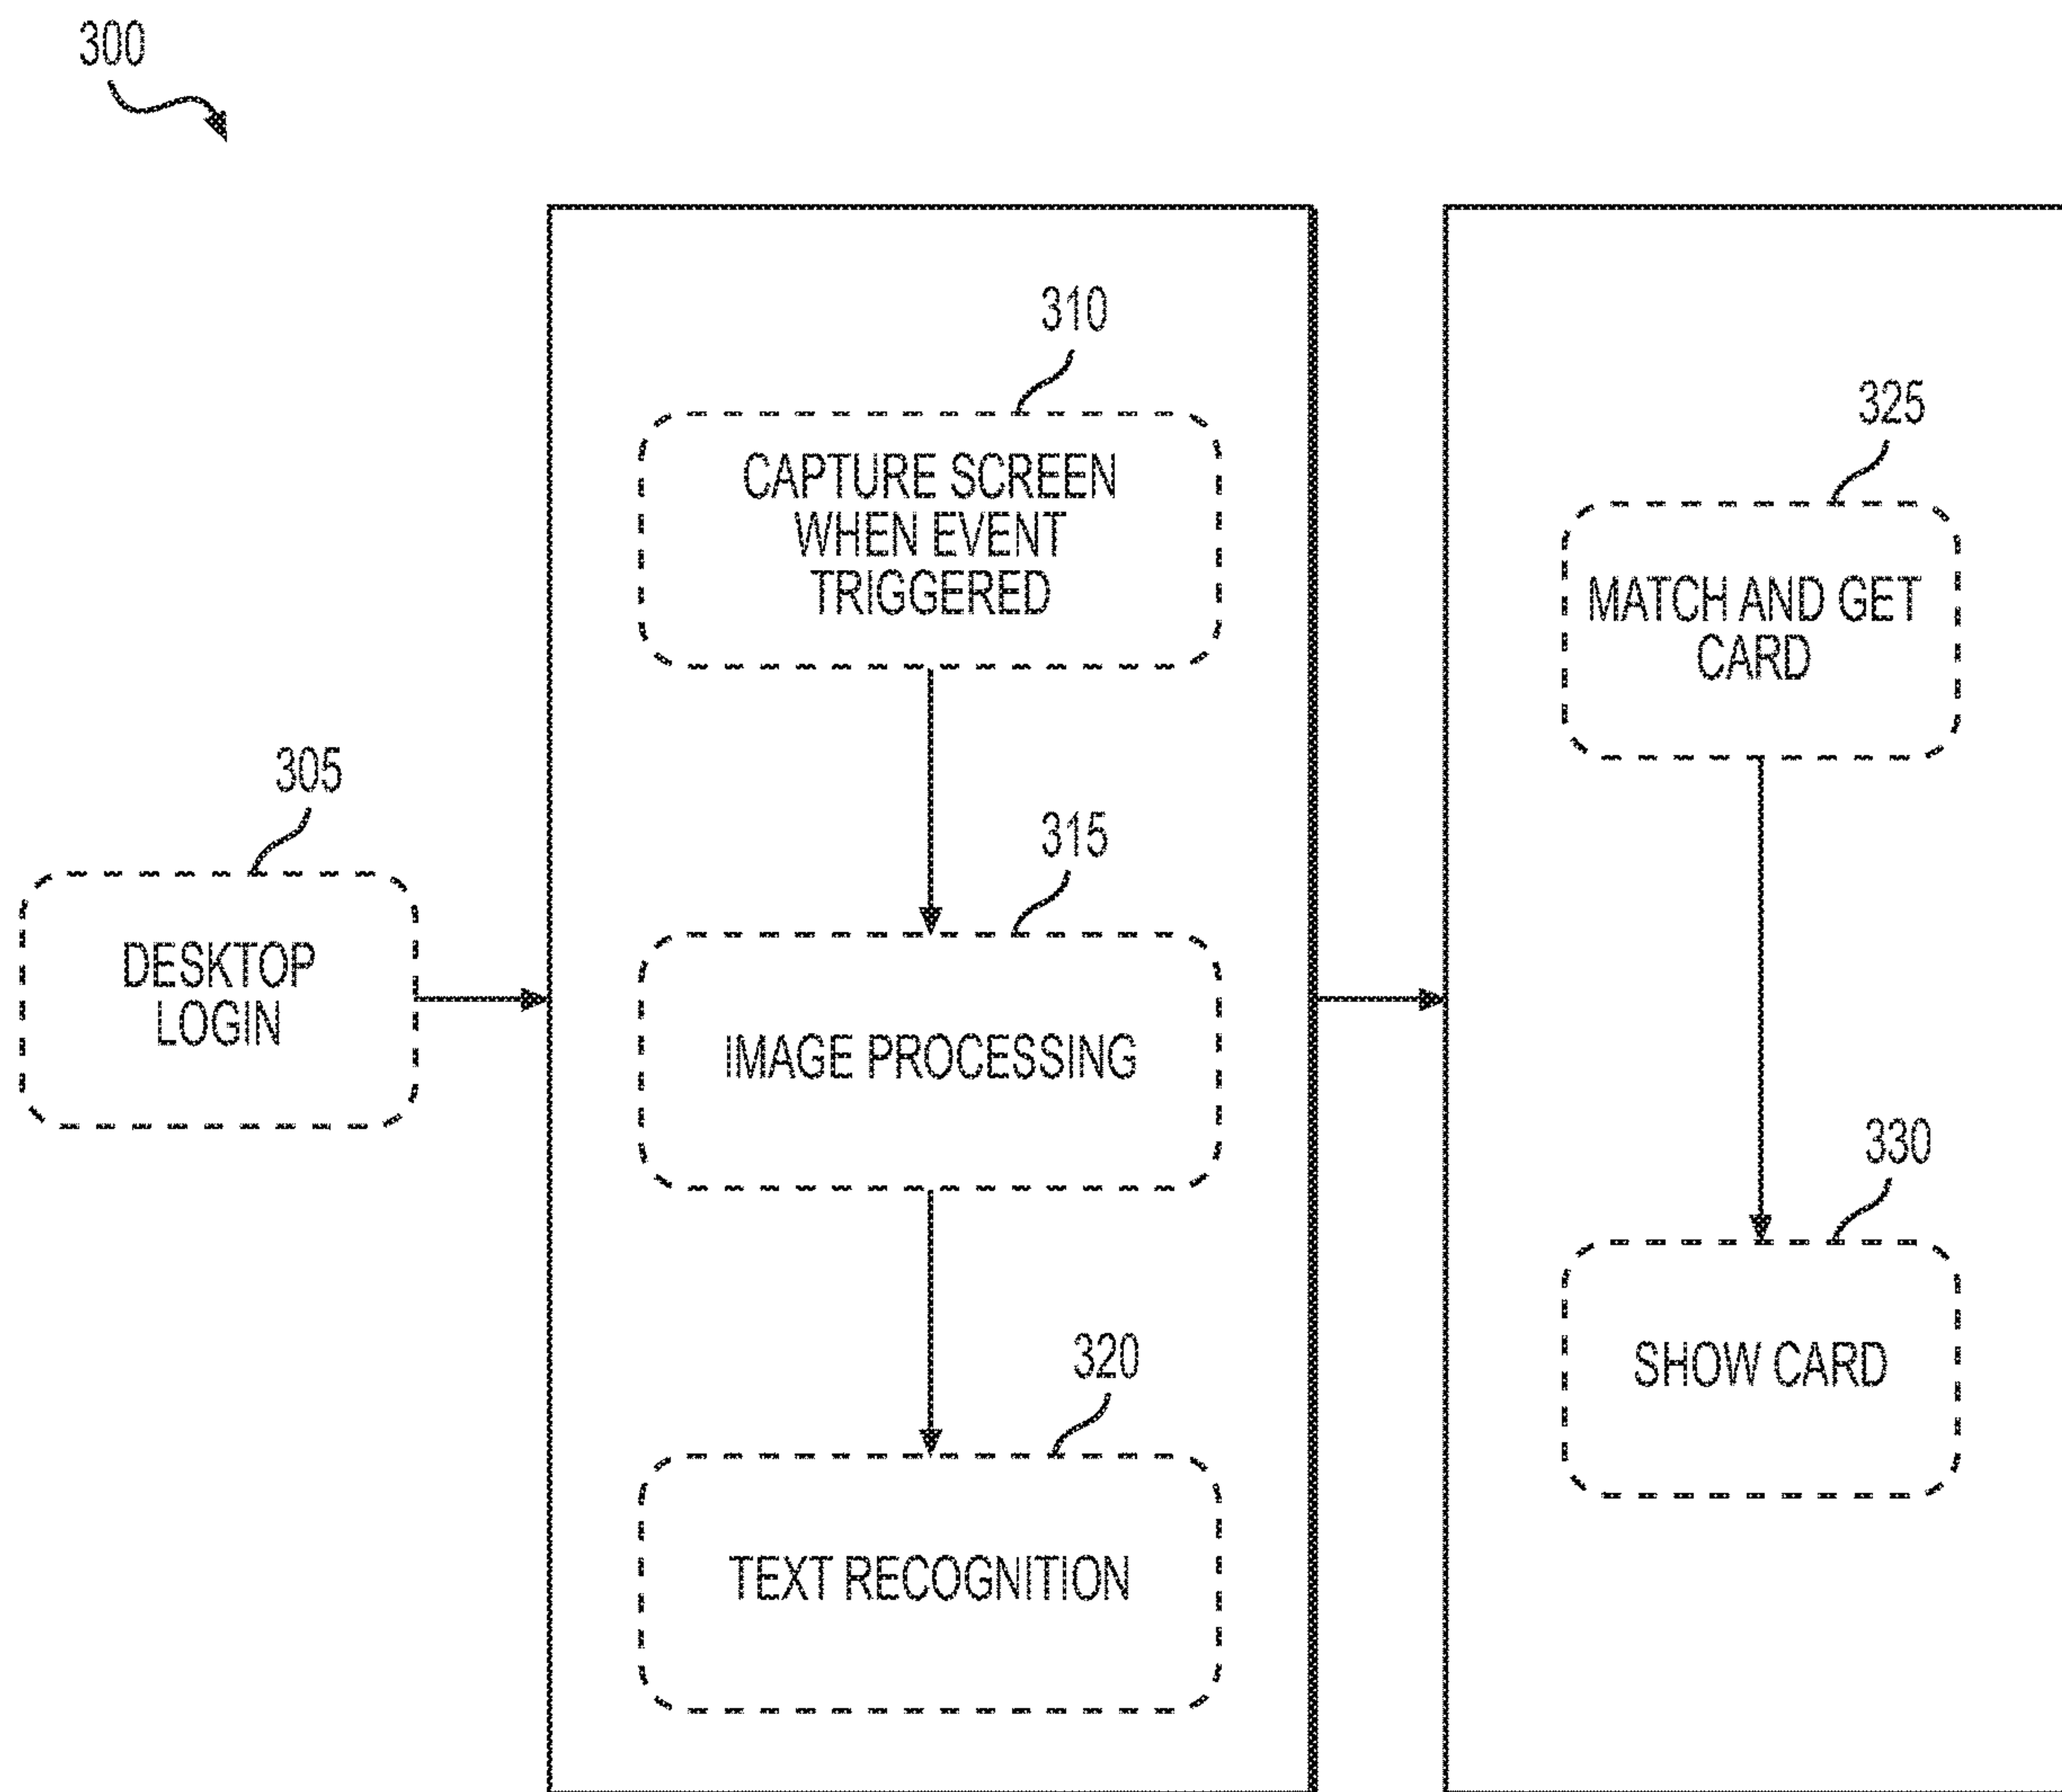 300
305
DESKTOP
LOGIN
310
CAPTURE SCREEN
WHEN EVENT
TRIGGERED
315
IMAGE PROCESSING
320
TEXT RECOGNITION
325
MATCH AND GET
CARD
330
SHOW CARD